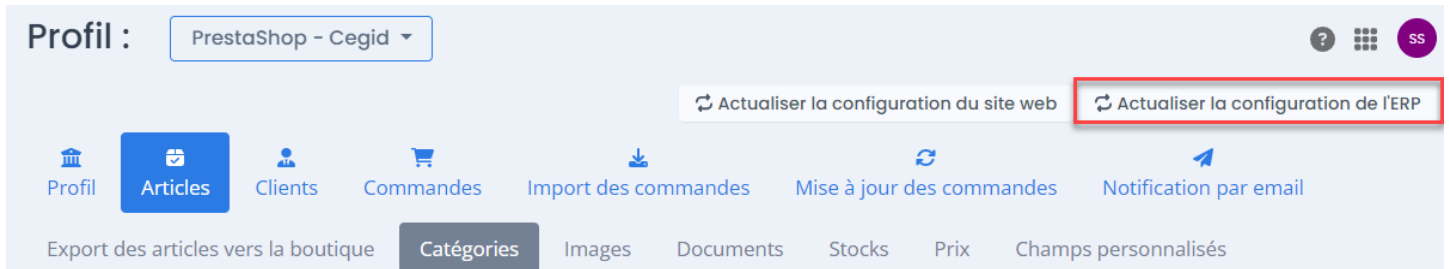 Profil : PrestaShop - Cegid ? SS
Actualiser la configuration du site web Actualiser la configuration de l'ERP
Profil Articles Clients Commandes Import des commandes Mise à jour des commandes Notification par email
Export des articles vers la boutique Catégories Images Documents Stocks Prix Champs personnalisés